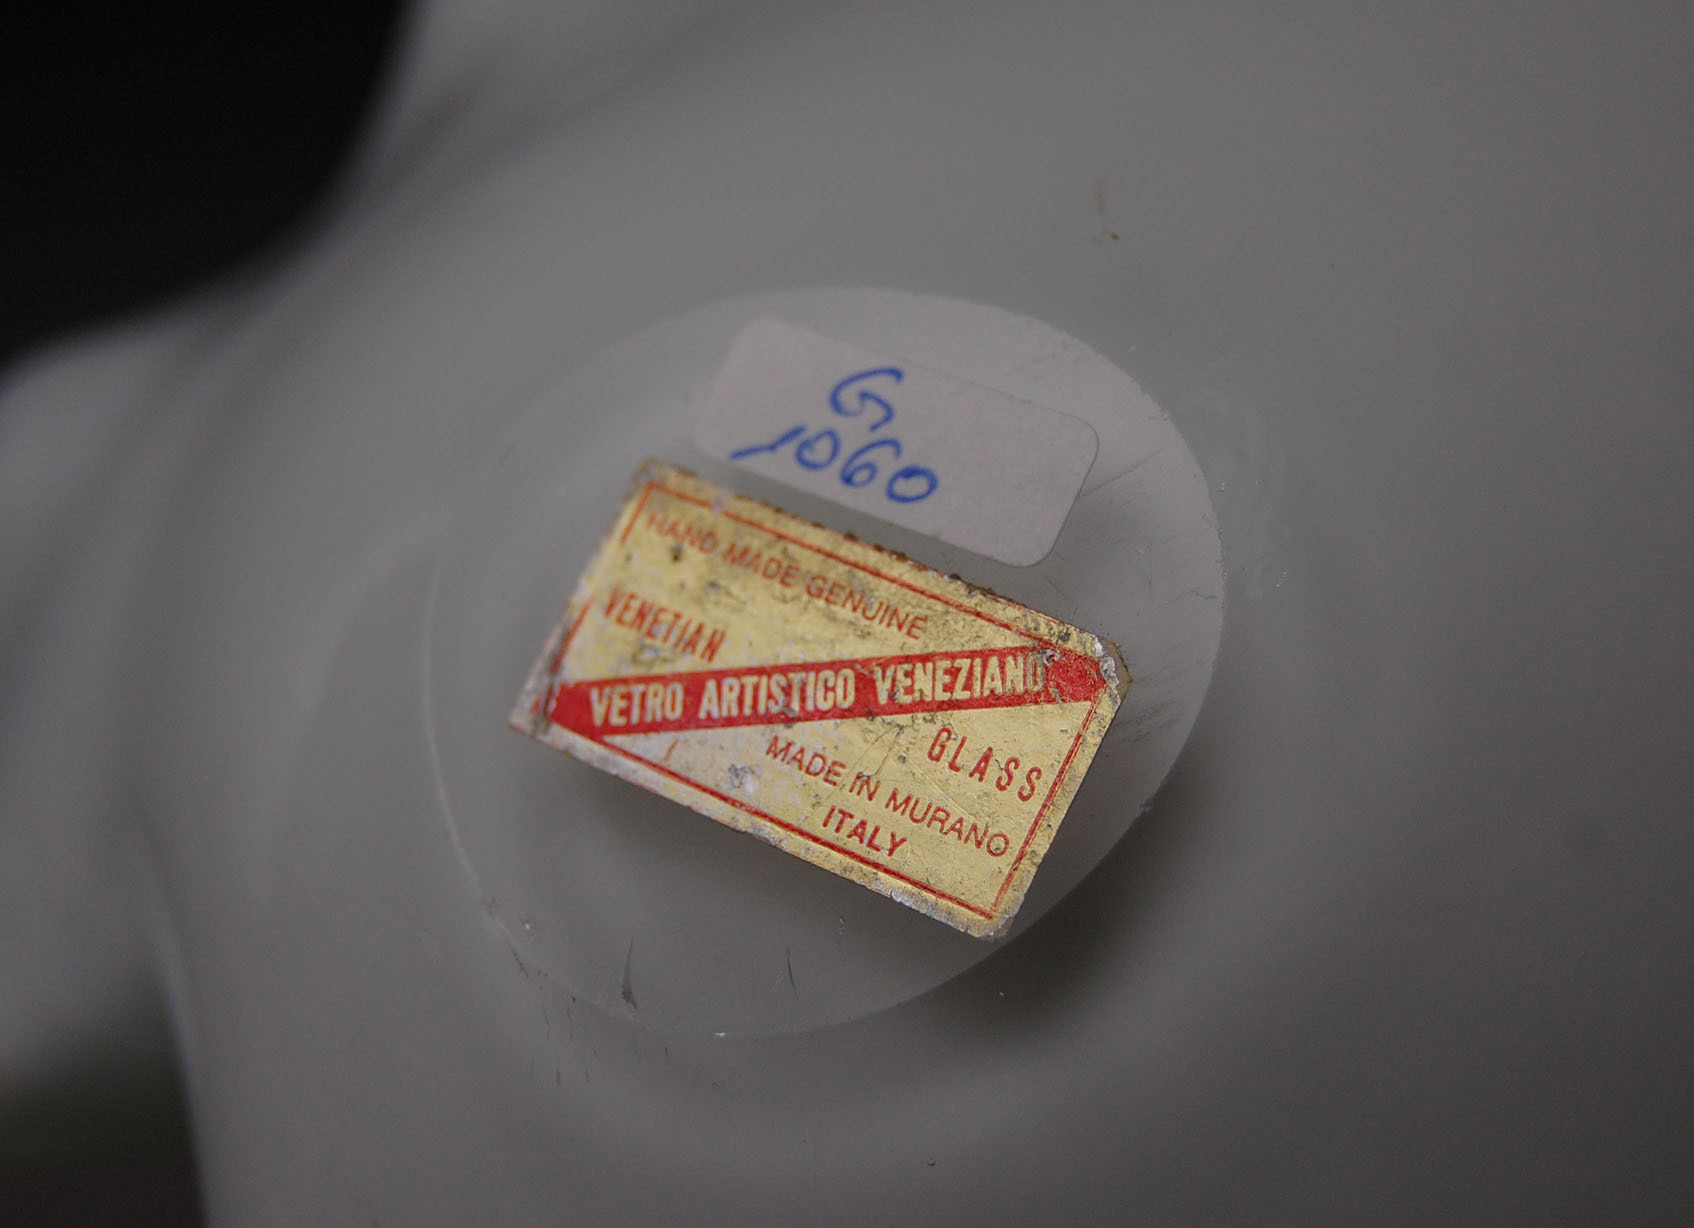 G
1060
HAND MADE GENUINE
VENETIAN
VETRO ARTISTICO VENEZIANO
GLASS
MADE IN MURANO
ITALY